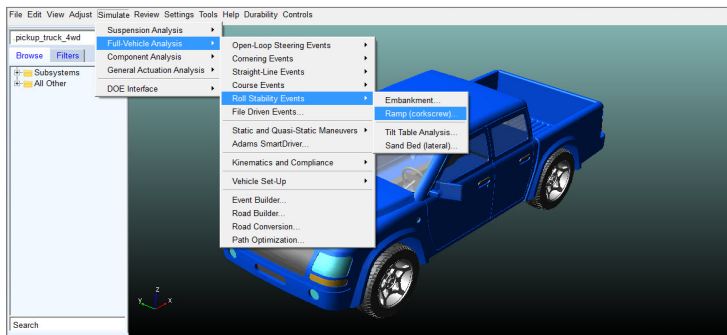 File Edit View Adjust Simulate Review Settings Tools Help Durability Controls
.pickup_truck_4wd
Browse Filters
Subsystems
All Other
Suspension Analysis
Full-Vehicle Analysis
Component Analysis
General Actuation Analysis
DOE Interface
Open-Loop Steering Events
Cornering Events
Straight-Line Events
Course Events
Roll Stability Events
File Driven Events...
Static and Quasi-Static Maneuvers
Adams SmartDriver...
Kinematics and Compliance
Vehicle Set-Up
Event Builder...
Road Builder...
Road Conversion...
Path Optimization...
Embankment...
Ramp (corkscrew)...
Tilt Table Analysis...
Sand Bed (lateral)...
z
y x
Search